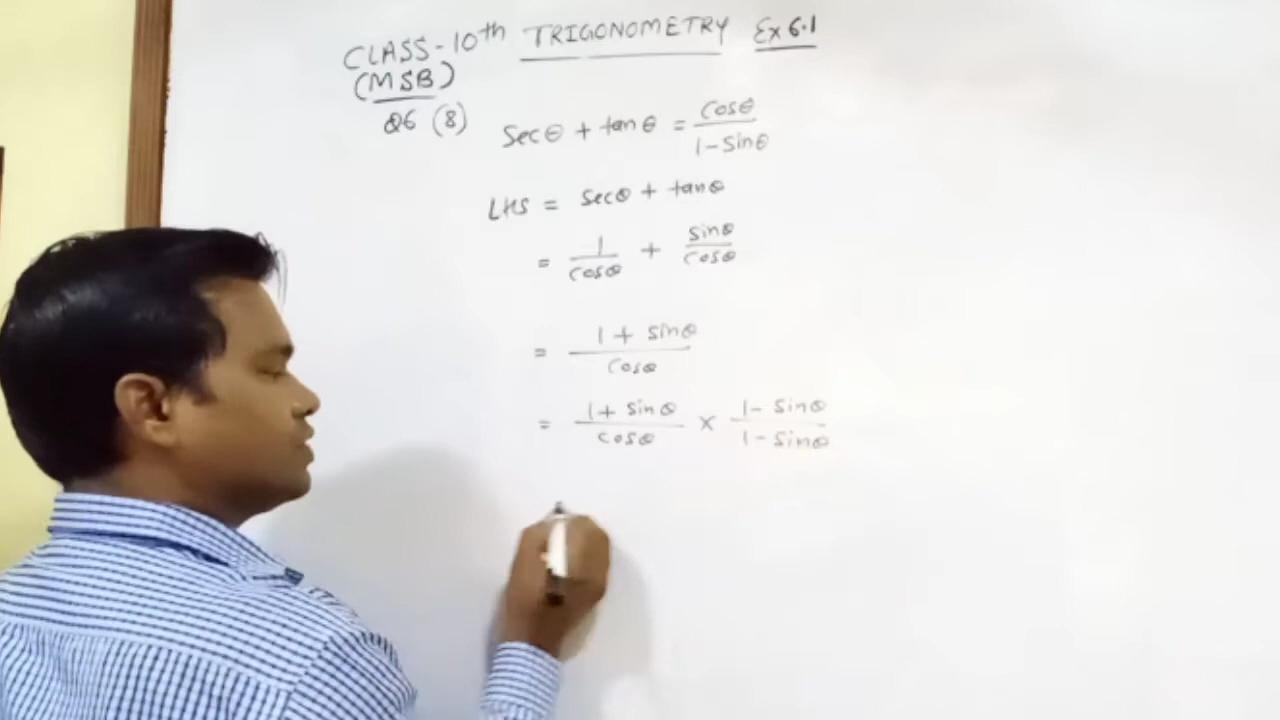 CLASS-10th TRIGONOMETRY Ex 6.1
(MSB)
Q6 (8) Secθ + tanθ = cosθ / 1-Sinθ
LHS = secθ + tanθ
= 1/cosθ + sinθ/cosθ
= 1 + sinθ / cosθ
= 1 + sinθ / cosθ × 1 - sinθ / 1 - sinθ